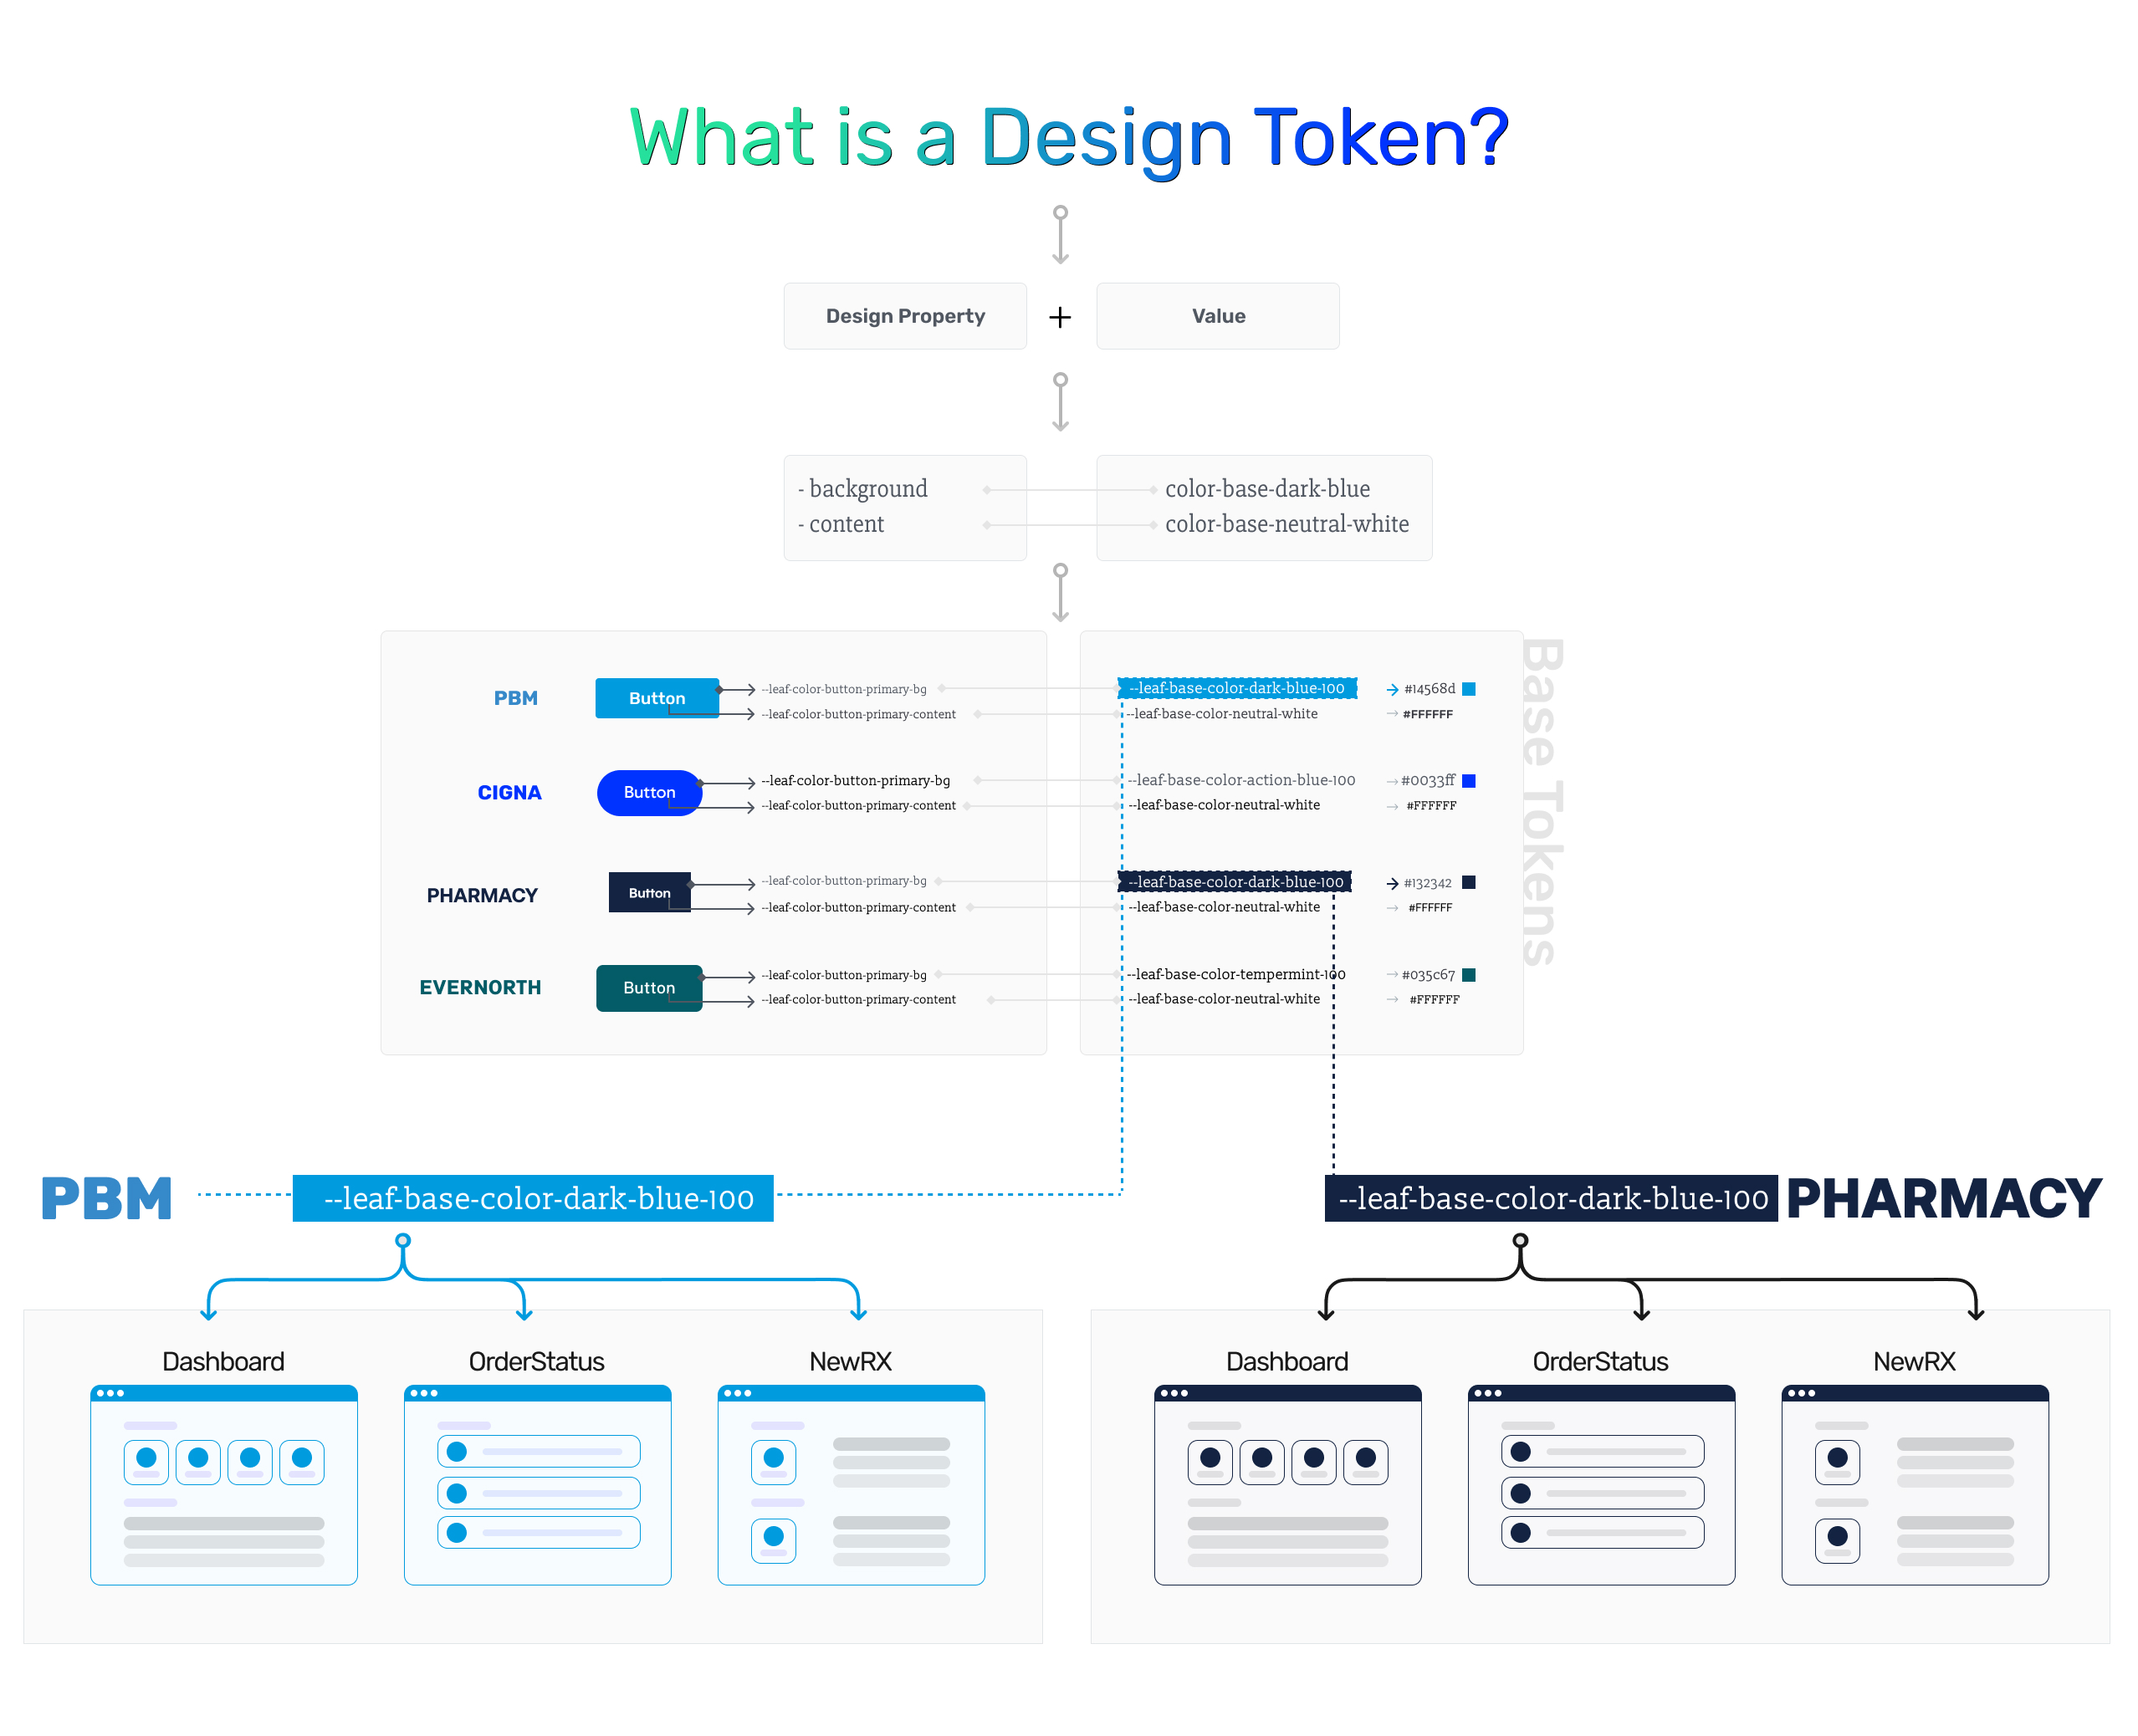 What is a Design Token?
Design Property + Value
- background color-base-dark-blue
- content color-base-neutral-white
Base Tokens
PBM Button --leaf-color-button-primary-bg --leaf-base-color-dark-blue-100 → #14568d
--leaf-color-button-primary-content --leaf-base-color-neutral-white → #FFFFFF
CIGNA Button --leaf-color-button-primary-bg --leaf-base-color-action-blue-100 → #0033ff
--leaf-color-button-primary-content --leaf-base-color-neutral-white → #FFFFFF
PHARMACY Button --leaf-color-button-primary-bg --leaf-base-color-dark-blue-100 → #132342
--leaf-color-button-primary-content --leaf-base-color-neutral-white → #FFFFFF
EVERNORTH Button --leaf-color-button-primary-bg --leaf-base-color-tempermint-100 → #035c67
--leaf-color-button-primary-content --leaf-base-color-neutral-white → #FFFFFF
PBM --leaf-base-color-dark-blue-100
Dashboard OrderStatus NewRX
--leaf-base-color-dark-blue-100 PHARMACY
Dashboard OrderStatus NewRX